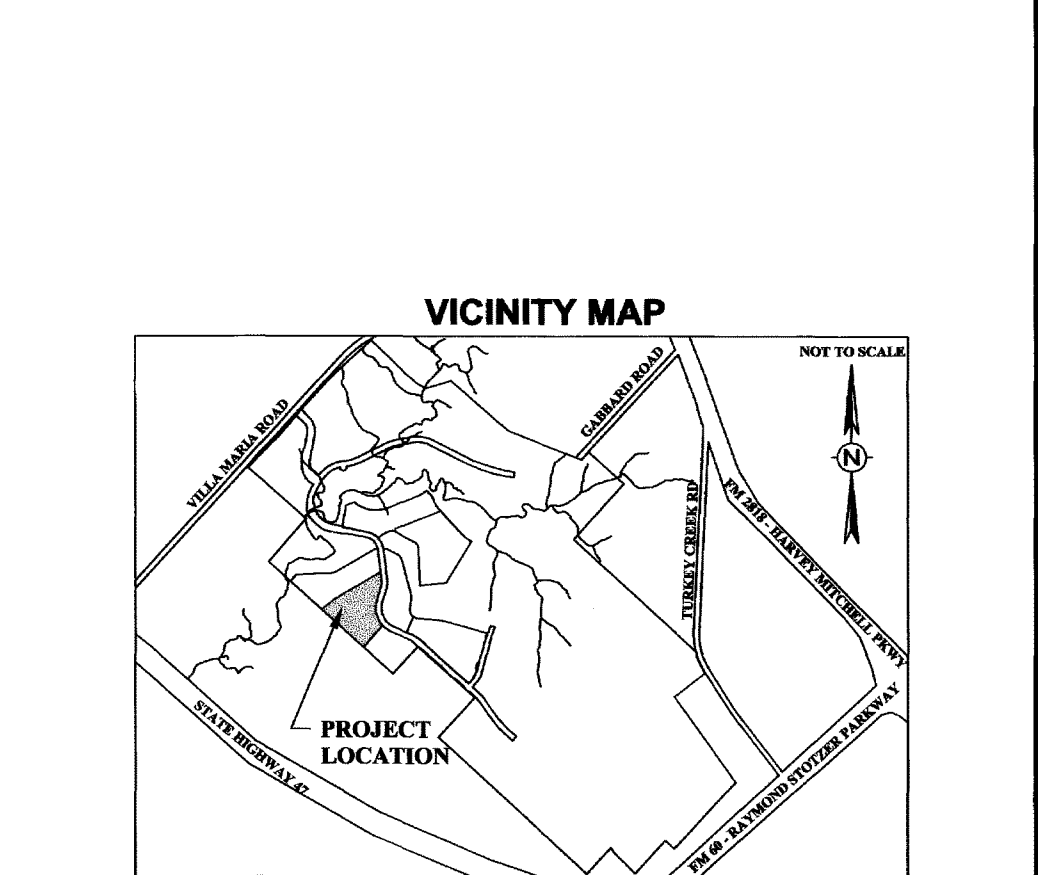 VICINITY MAP
NOT TO SCALE
GABBARD ROAD
VILLA MARIA ROAD
N
TURKEY CREEK RD
FM 2818 - HARVEY MITCHELL PKWY
PROJECT
LOCATION
STATE HIGHWAY 47
FM 60 - RAYMOND STOTZER PARKWAY